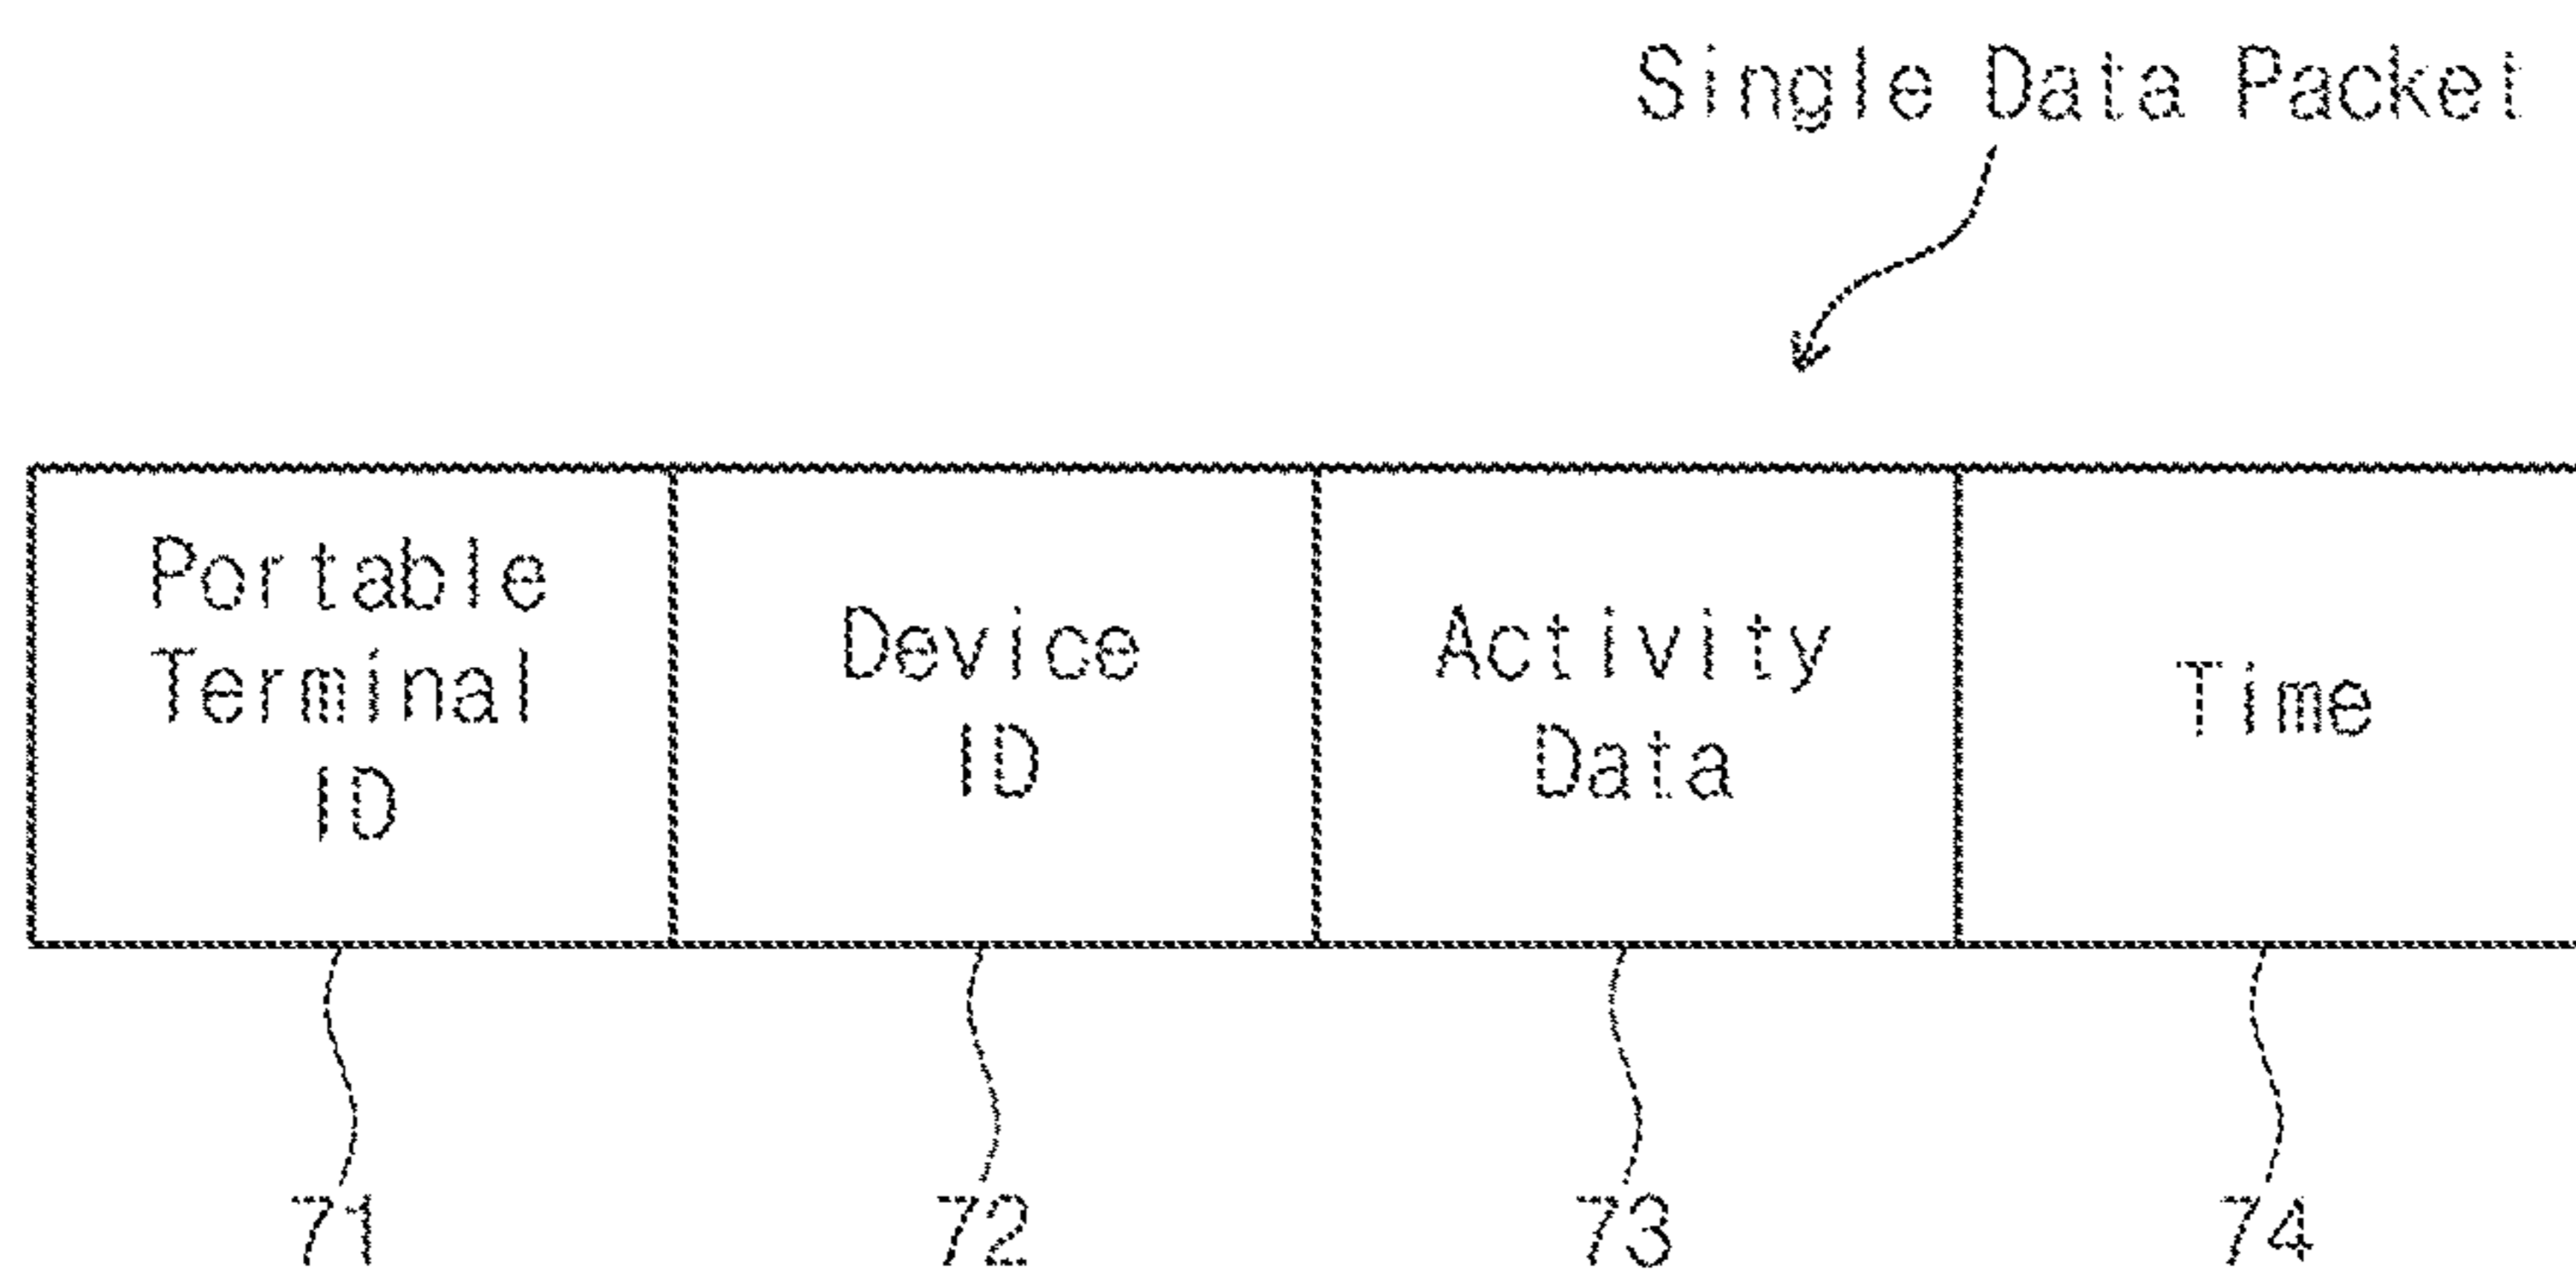 Single Data Packet
Portable
Terminal
ID
Device
ID
Activity
Data
Time
71
72
73
74